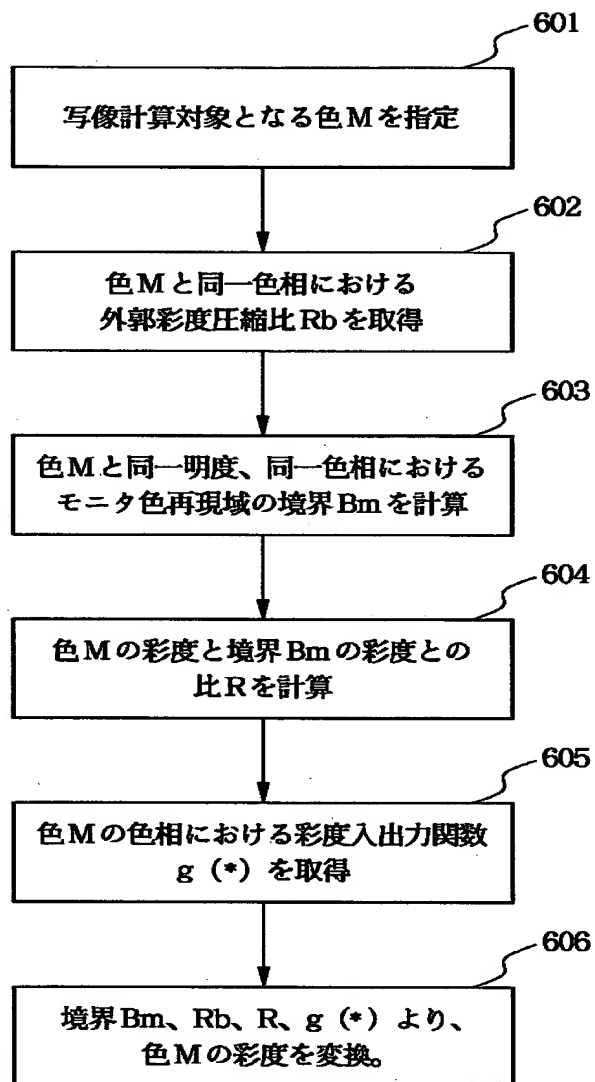 601
写像計算対象となる色Mを指定
602
色Mと同一色相における
外郭彩度圧縮比Rbを取得
603
色Mと同一明度、同一色相における
モニタ色再現域の境界Bmを計算
604
色Mの彩度と境界Bmの彩度との
比Rを計算
605
色Mの色相における彩度入出力関数
g（*）を取得
606
境界Bm、Rb、R、g（*）より、
色Mの彩度を変換。